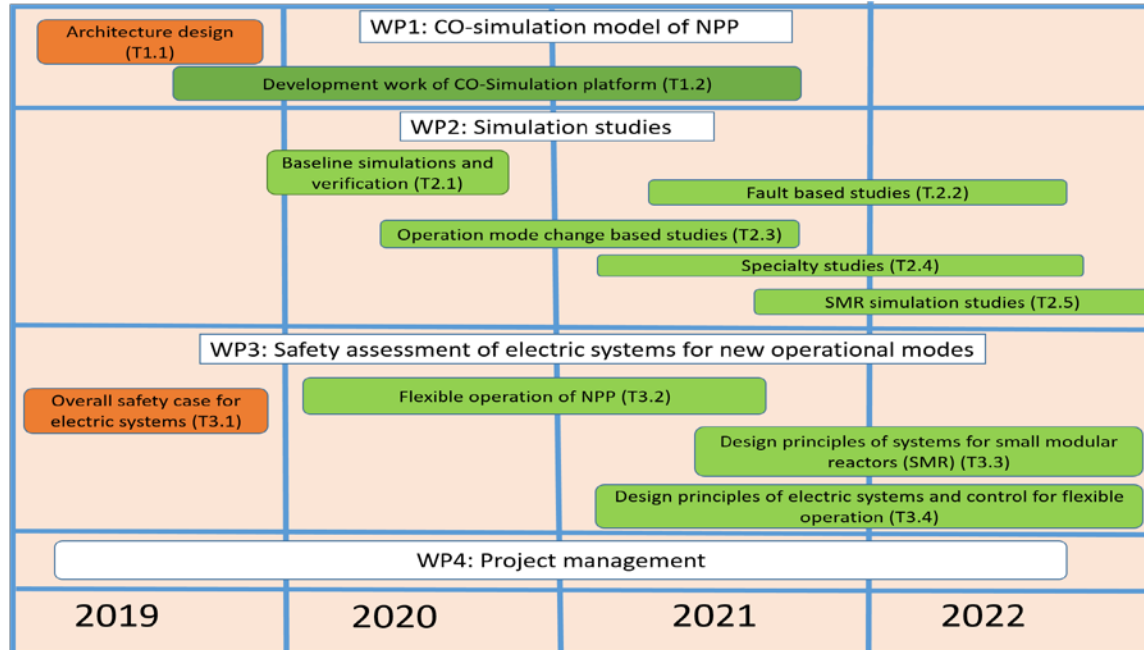 WP1: CO-simulation model of NPP
Architecture design
(T1.1)
Development work of CO-Simulation platform (T1.2)
WP2: Simulation studies
Baseline simulations and
verification (T2.1)
Fault based studies (T.2.2)
Operation mode change based studies (T2.3)
Specialty studies (T2.4)
SMR simulation studies (T2.5)
WP3: Safety assessment of electric systems for new operational modes
Overall safety case for
electric systems (T3.1)
Flexible operation of NPP (T3.2)
Design principles of systems for small modular
reactors (SMR) (T3.3)
Design principles of electric systems and control for flexible
operation (T3.4)
WP4: Project management
2019
2020
2021
2022